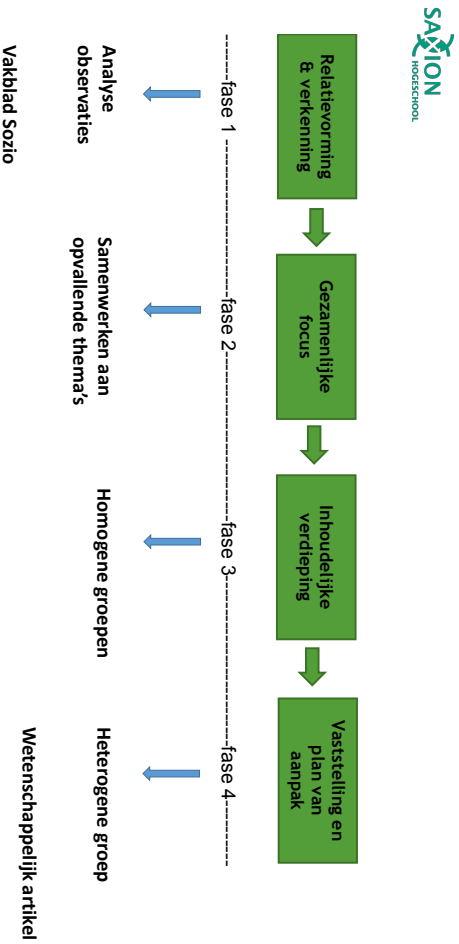 SAXION
HOGESCHOOL
Relatievorming
& verkenning
Gezamenlijke
focus
Inhoudelijke
verdieping
Vaststelling en
plan van
aanpak
-------fase 1 --------------------fase 2--------------------fase 3--------------------fase 4---------
Analyse
observaties
Samenwerken aan
opvallende thema's
Homogene groepen
Heterogene groep
Vakblad Sozio
Wetenschappelijk artikel